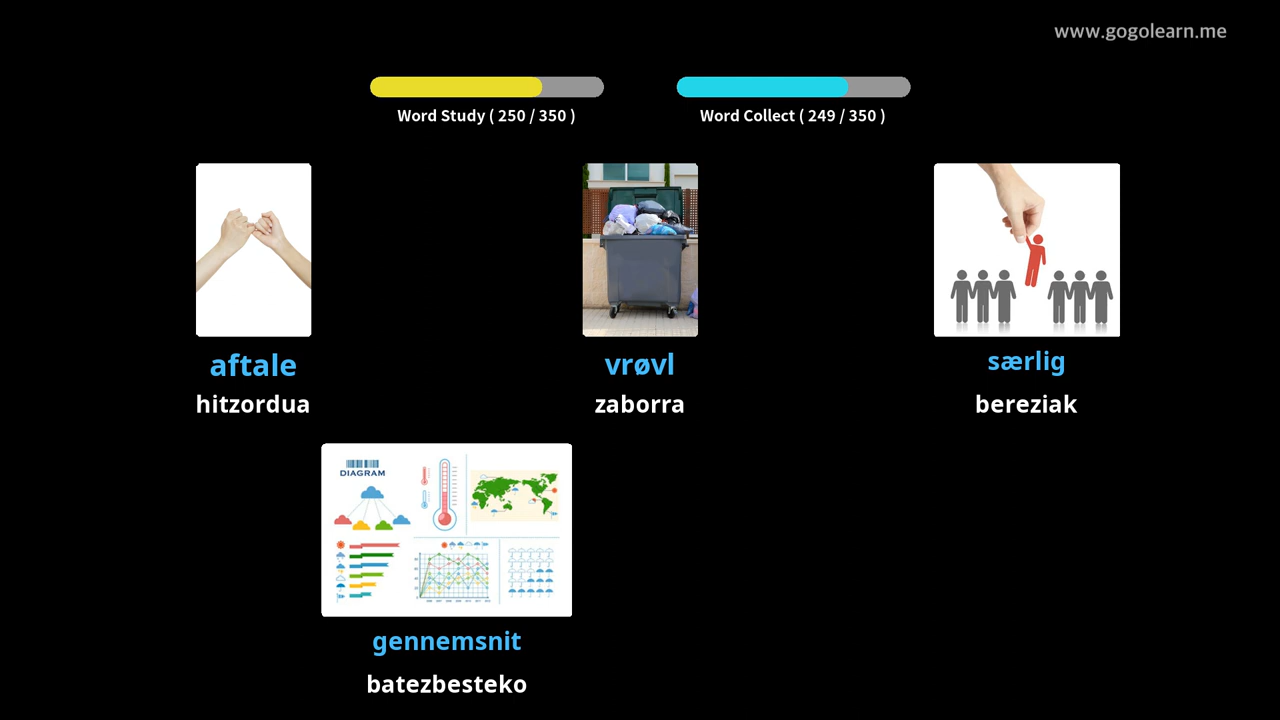 www.gogolearn.me
Word Study ( 250 / 350 )
Word Collect ( 249 / 350 )
aftale
hitzordua
vrøvl
zaborra
særlig
bereziak
DIAGRAM
gennemsnit
batezbesteko